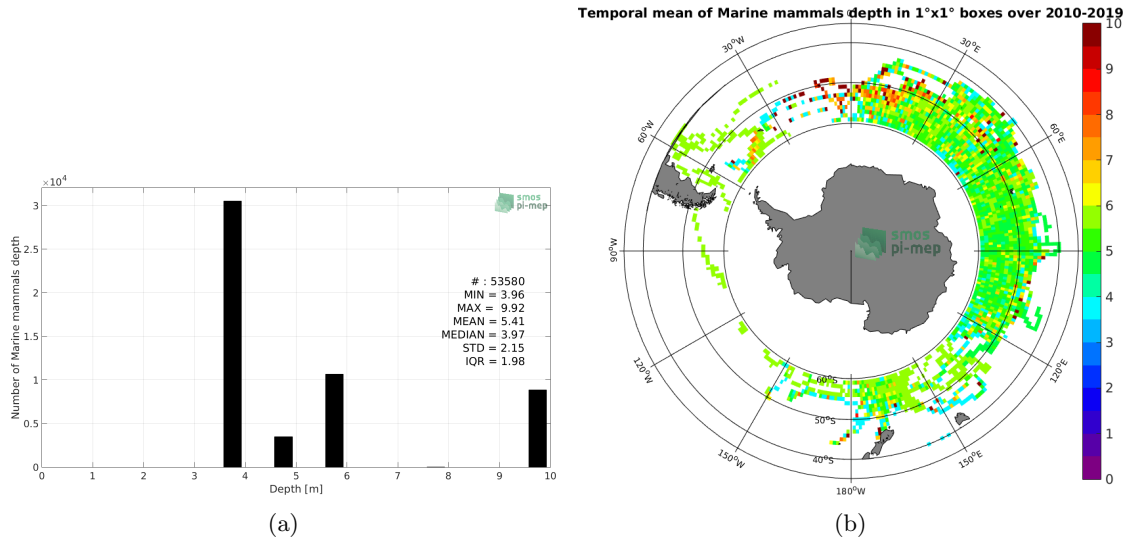 ×10⁴
3
2.5
2
1.5
1
0.5
0
Number of Marine mammals depth
smos
pi-mep
# : 53580
MIN = 3.96
MAX = 9.92
MEAN = 5.41
MEDIAN = 3.97
STD = 2.15
IQR = 1.98
0 1 2 3 4 5 6 7 8 9 10
Depth [m]
(a)
Temporal mean of Marine mammals depth in 1°x1° boxes over 2010-2019
0°
30°E
60°E
90°E
120°E
150°E
180°W
150°W
120°W
90°W
60°W
30°W
smos
pi-mep
60°S
50°S
40°S
10
9
8
7
6
5
4
3
2
1
0
(b)